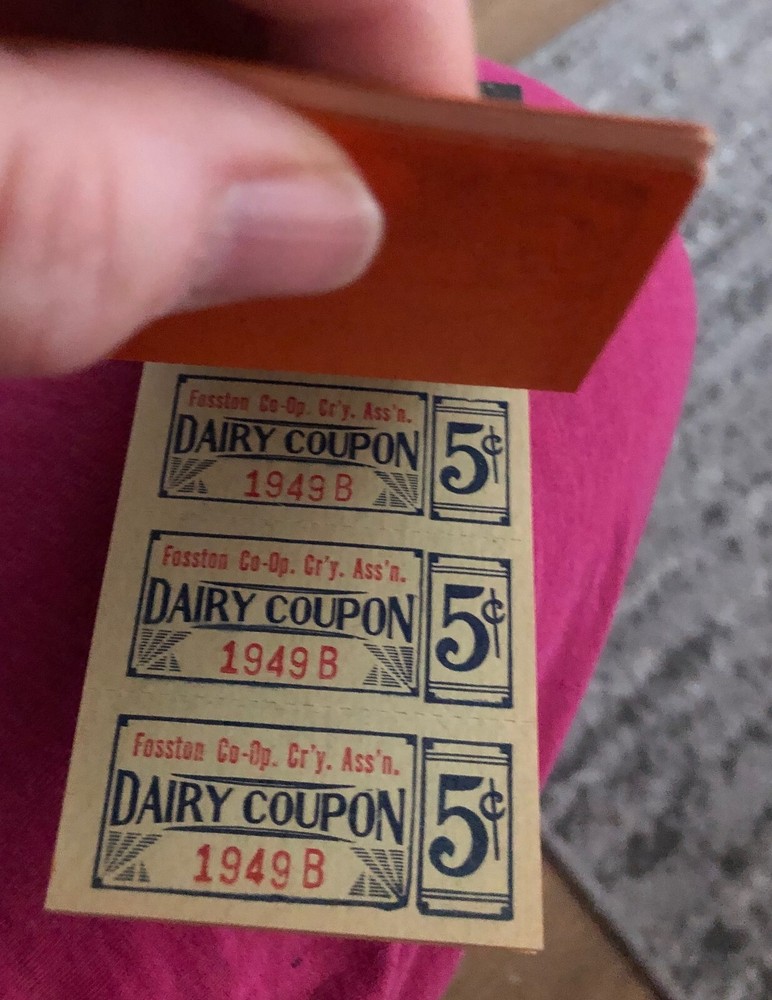 Fosston Co-Op. Cr'y. Ass'n.
DAIRY COUPON
1949 B
5¢
Fosston Co-Op. Cr'y. Ass'n.
DAIRY COUPON
1949 B
5¢
Fosston Co-Op. Cr'y. Ass'n.
DAIRY COUPON
1949 B
5¢